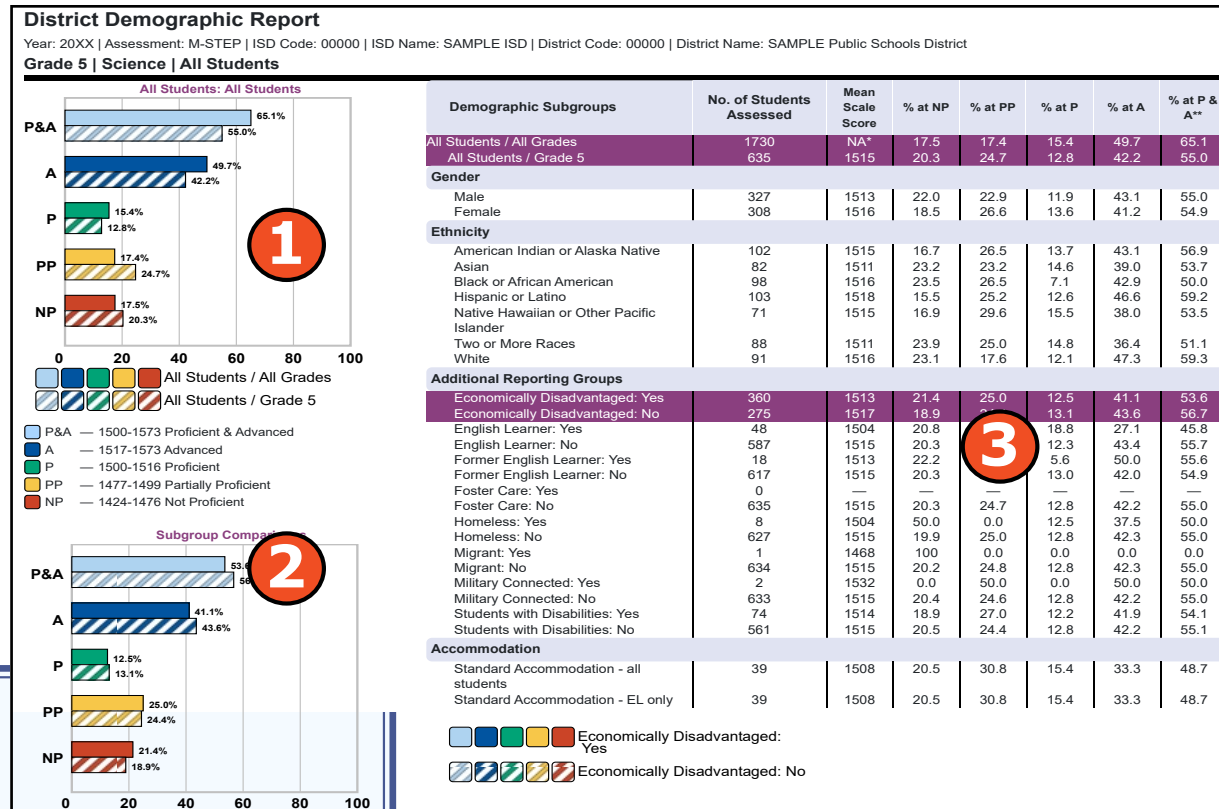 District Demographic Report
Year: 20XX | Assessment: M-STEP | ISD Code: 00000 | ISD Name: SAMPLE ISD | District Code: 00000 | District Name: SAMPLE Public Schools District
Grade 5 | Science | All Students
All Students: All Students
P&A 65.1%
55.0%
A 49.7%
42.2%
P 15.4%
12.8%
PP 17.4%
24.7%
NP 17.5%
20.3%
0 20 40 60 80 100
1
All Students / All Grades
All Students / Grade 5
P&A — 1500-1573 Proficient & Advanced
A — 1517-1573 Advanced
P — 1500-1516 Proficient
PP — 1477-1499 Partially Proficient
NP — 1424-1476 Not Proficient
Subgroup
2
P&A
A 41.1%
43.6%
P 12.5%
13.1%
PP 25.0%
24.4%
NP 21.4%
18.9%
0 20 40 60 80 100
Demographic Subgroups No. of Students Assessed Mean Scale Score % at NP % at PP % at P % at A % at P & A**
All Students / All Grades 1730 NA* 17.5 17.4 15.4 49.7 65.1
All Students / Grade 5 635 1515 20.3 24.7 12.8 42.2 55.0
Gender
Male 327 1513 22.0 22.9 11.9 43.1 55.0
Female 308 1516 18.5 26.6 13.6 41.2 54.9
Ethnicity
American Indian or Alaska Native 102 1515 16.7 26.5 13.7 43.1 56.9
Asian 82 1511 23.2 23.2 14.6 39.0 53.7
Black or African American 98 1516 23.5 26.5 7.1 42.9 50.0
Hispanic or Latino 103 1518 15.5 25.2 12.6 46.6 59.2
Native Hawaiian or Other Pacific 71 1515 16.9 29.6 15.5 38.0 53.5
Islander
Two or More Races 88 1511 23.9 25.0 14.8 36.4 51.1
White 91 1516 23.1 17.6 12.1 47.3 59.3
Additional Reporting Groups
Economically Disadvantaged: Yes 360 1513 21.4 25.0 12.5 41.1 53.6
Economically Disadvantaged: No 275 1517 18.9 13.1 43.6 56.7
English Learner: Yes 48 1504 20.8 18.8 27.1 45.8
English Learner: No 587 1515 20.3 12.3 43.4 55.7
Former English Learner: Yes 18 1513 22.2 5.6 50.0 55.6
Former English Learner: No 617 1515 20.3 13.0 42.0 54.9
3
Foster Care: Yes 0 — — — — — —
Foster Care: No 635 1515 20.3 24.7 12.8 42.2 55.0
Homeless: Yes 8 1504 50.0 0.0 12.5 37.5 50.0
Homeless: No 627 1515 19.9 25.0 12.8 42.3 55.0
Migrant: Yes 1 1468 100 0.0 0.0 0.0 0.0
Migrant: No 634 1515 20.2 24.8 12.8 42.3 55.0
Military Connected: Yes 2 1532 0.0 50.0 0.0 50.0 50.0
Military Connected: No 633 1515 20.4 24.6 12.8 42.2 55.0
Students with Disabilities: Yes 74 1514 18.9 27.0 12.2 41.9 54.1
Students with Disabilities: No 561 1515 20.5 24.4 12.8 42.2 55.1
Accommodation
Standard Accommodation - all 39 1508 20.5 30.8 15.4 33.3 48.7
students
Standard Accommodation - EL only 39 1508 20.5 30.8 15.4 33.3 48.7
Economically Disadvantaged:
Yes
Economically Disadvantaged: No